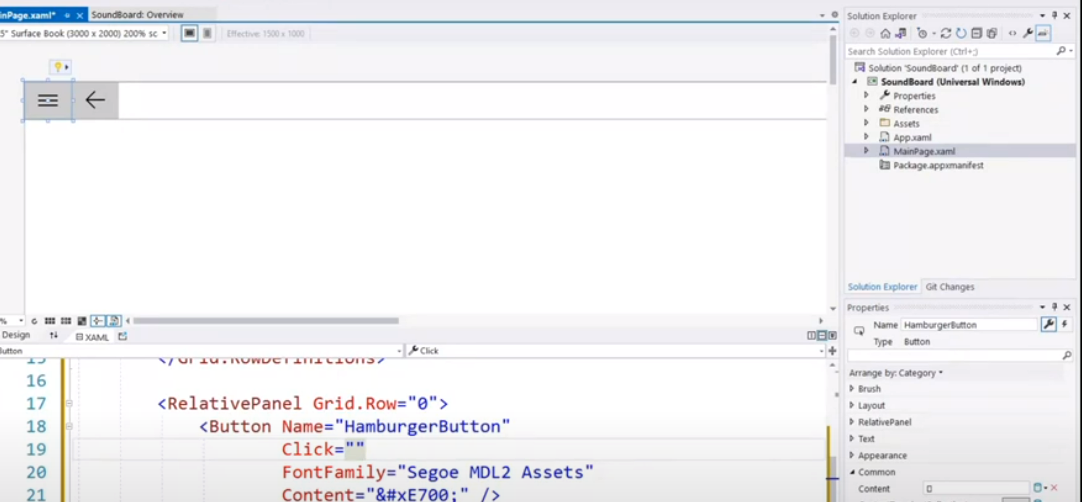 inPage.xaml*
SoundBoard: Overview
5" Surface Book (3000 x 2000) 200% sc
Effective: 1500 x 1000
Solution Explorer
Search Solution Explorer (Ctrl+;)
Solution 'SoundBoard' (1 of 1 project)
SoundBoard (Universal Windows)
Properties
References
Assets
App.xaml
MainPage.xaml
Package.appxmanifest
Solution Explorer
Git Changes
%
Design
XAML
utton
Click
15 </Grid.RowDefinitions>
16
17 <RelativePanel Grid.Row="0">
18 <Button Name="HamburgerButton"
19 Click=""
20 FontFamily="Segoe MDL2 Assets"
21 Content="&#xE700;" />
Properties
Name HamburgerButton
Type Button
Arrange by: Category
Brush
Layout
RelativePanel
Text
Appearance
Common
Content